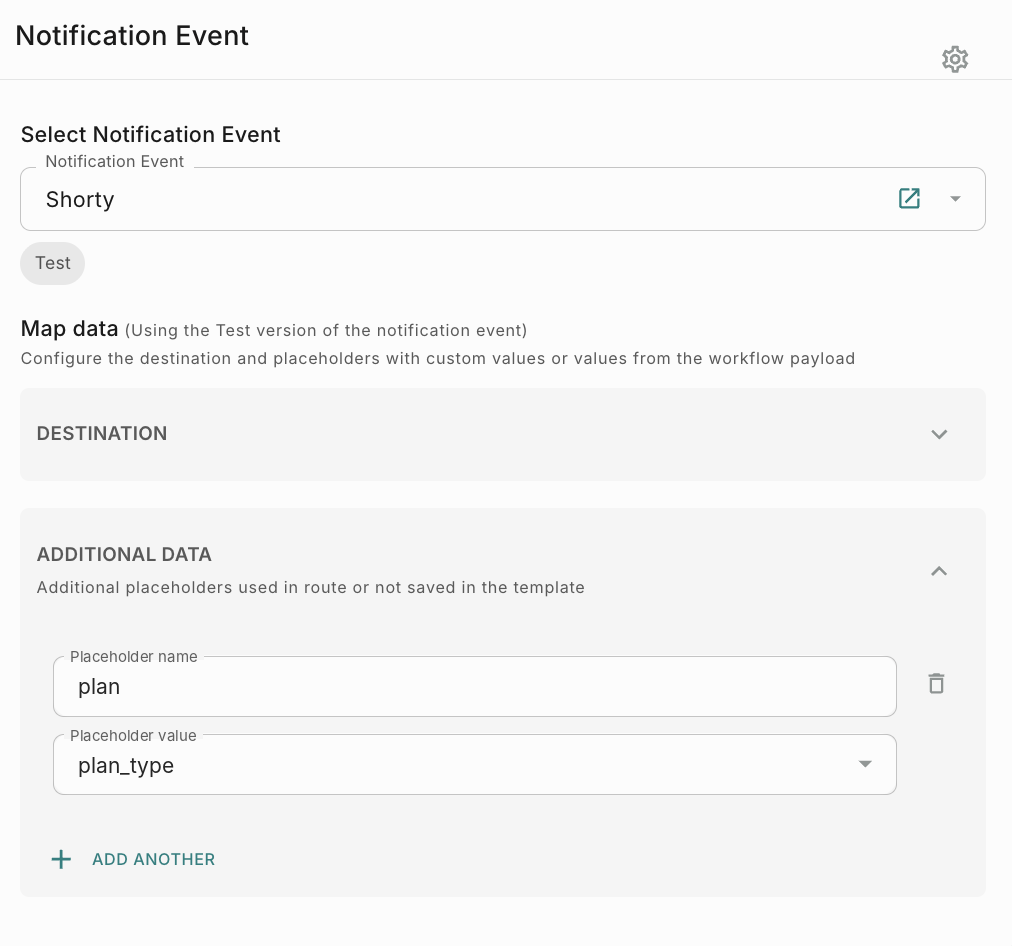 Notification Event
Select Notification Event
Notification Event
Shorty
Test
Map data (Using the Test version of the notification event)
Configure the destination and placeholders with custom values or values from the workflow payload
DESTINATION
ADDITIONAL DATA
Additional placeholders used in route or not saved in the template
Placeholder name
plan
Placeholder value
plan_type
ADD ANOTHER